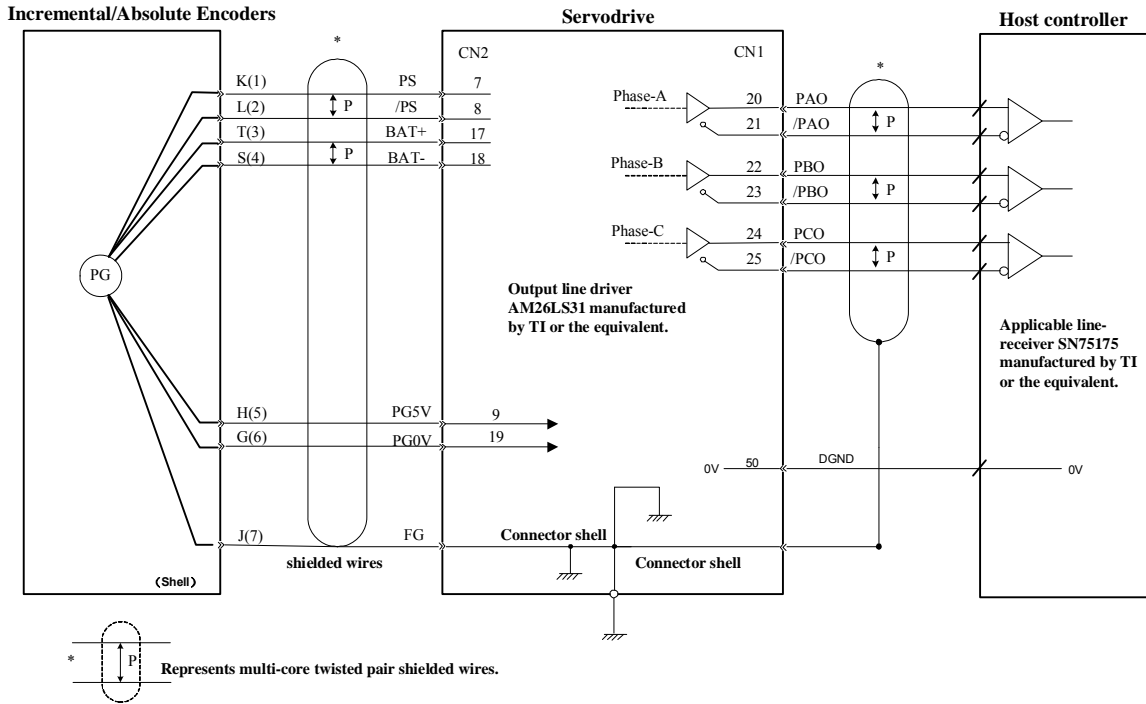 Incremental/Absolute Encoders
Servodrive
Host controller
*
CN2
CN1
*
K(1) PS 7
P
L(2) /PS 8
T(3) BAT+ 17
P
S(4) BAT- 18
PG
H(5) PG5V 9
G(6) PG0V 19
J(7) FG
(Shell)
shielded wires
Phase-A 20 PAO
21 /PAO P
Phase-B 22 PBO
23 /PBO P
Phase-C 24 PCO
25 /PCO P
Output line driver
AM26LS31 manufactured
by TI or the equivalent.
Applicable line-
receiver SN75175
manufactured by TI
or the equivalent.
0V 50 DGND 0V
Connector shell
Connector shell
* P Represents multi-core twisted pair shielded wires.